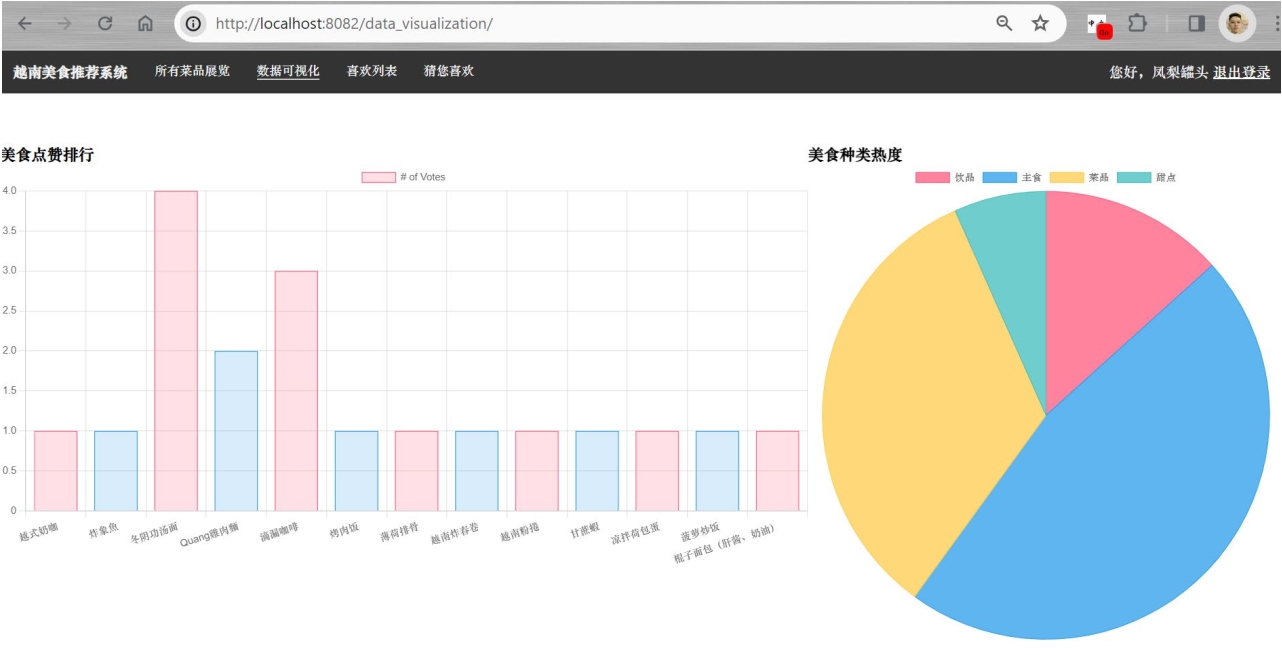 http://localhost:8082/data_visualization/
越南美食推荐系统 所有菜品展览 数据可视化 喜欢列表 猜您喜欢 您好，凤梨罐头 退出登录
美食点赞排行
# of Votes
4.0
3.5
3.0
2.5
2.0
1.5
1.0
0.5
0
越式奶咖
炸象魚
冬阴功汤面
Quang雞肉麵
滴漏咖啡
烤肉饭
薄荷排骨
越南炸春卷
越南粉捲
甘蔗蝦
凉拌荷包蛋
菠萝炒饭
棍子面包（肝酱、奶油）
美食种类热度
饮品 主食 菜品 甜点